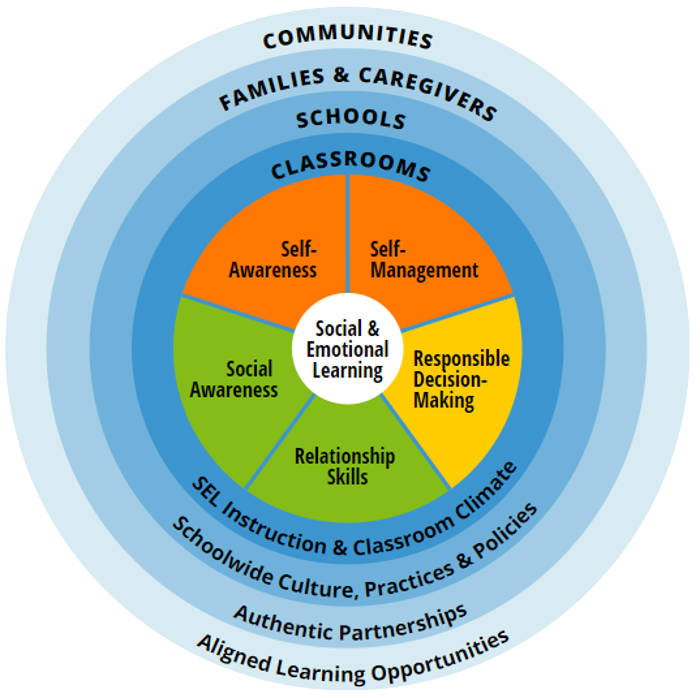 COMMUNITIES
FAMILIES & CAREGIVERS
SCHOOLS
CLASSROOMS
Self-
Awareness
Self-
Management
Social &
Emotional
Learning
Social
Awareness
Responsible
Decision-
Making
Relationship
Skills
SEL Instruction & Classroom Climate
Schoolwide Culture, Practices & Policies
Authentic Partnerships
Aligned Learning Opportunities